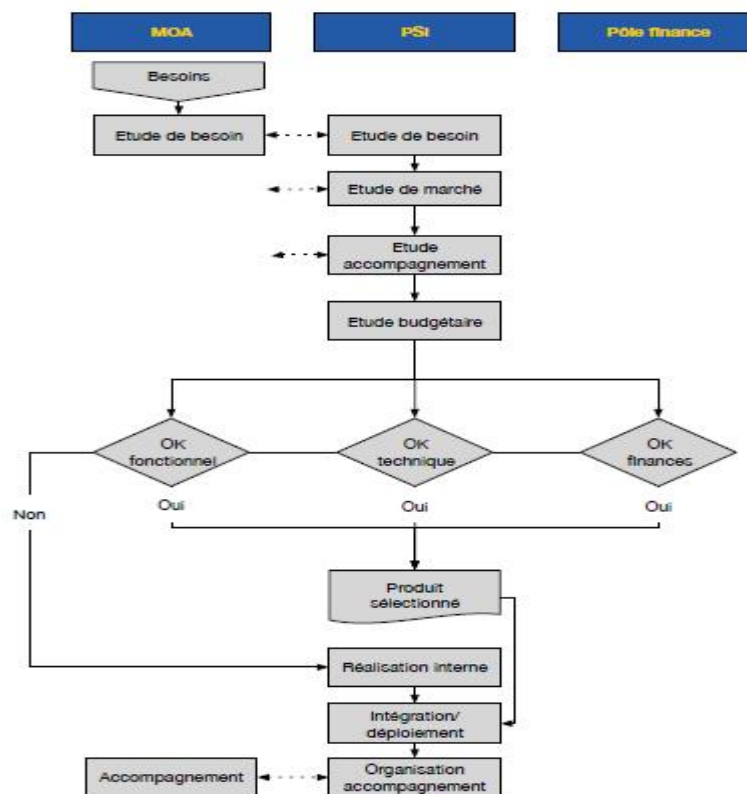 MOA
PSI
Pôle finance
Besoins
Etude de besoin
Etude de besoin
Etude de marché
Etude
accompagnement
Etude budgétaire
OK
fonctionnel
OK
technique
OK
finances
Non
Oui
Oui
Oui
Produit
sélectionné
Réalisation interne
Intégration/
déploiement
Accompagnement
Organisation
accompagnement